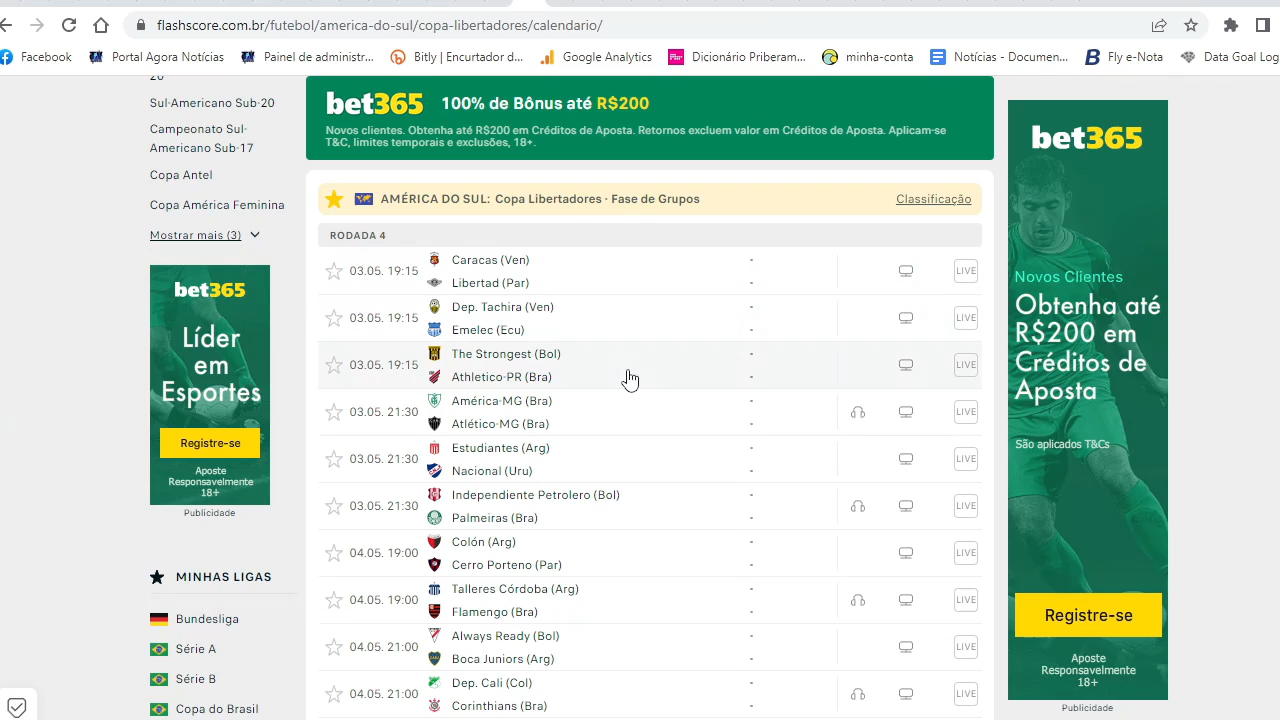 flashscore.com.br/futebol/america-do-sul/copa-libertadores/calendario/
Facebook
Portal Agora Notícias
Painel de administr...
Bitly | Encurtador d...
Google Analytics
Dicionário Priberam...
minha-conta
Notícias - Documen...
Fly e-Nota
Data Goal Log
20
Sul-Americano Sub-20
Campeonato Sul-
Americano Sub-17
Copa Antel
Copa América Feminina
Mostrar mais (3)
bet365
Líder
em
Esportes
Registre-se
Aposte
Responsavelmente
18+
Publicidade
MINHAS LIGAS
Bundesliga
Série A
Série B
Copa do Brasil
bet365 100% de Bônus até R$200
Novos clientes. Obtenha até R$200 em Créditos de Aposta. Retornos excluem valor em Créditos de Aposta. Aplicam-se
T&C, limites temporais e exclusões, 18+.
AMÉRICA DO SUL: Copa Libertadores - Fase de Grupos Classificação
RODADA 4
03.05. 19:15 Caracas (Ven) - LIVE
Libertad (Par) -
03.05. 19:15 Dep. Tachira (Ven) - LIVE
Emelec (Ecu) -
03.05. 19:15 The Strongest (Bol) - LIVE
Athletico-PR (Bra) -
03.05. 21:30 América-MG (Bra) - LIVE
Atlético-MG (Bra) -
03.05. 21:30 Estudiantes (Arg) - LIVE
Nacional (Uru) -
03.05. 21:30 Independiente Petrolero (Bol) - LIVE
Palmeiras (Bra) -
04.05. 19:00 Colón (Arg) - LIVE
Cerro Porteno (Par) -
04.05. 19:00 Talleres Córdoba (Arg) - LIVE
Flamengo (Bra) -
04.05. 21:00 Always Ready (Bol) - LIVE
Boca Juniors (Arg) -
04.05. 21:00 Dep. Cali (Col) - LIVE
Corinthians (Bra) -
bet365
Novos Clientes
Obtenha até
R$200 em
Créditos de
Aposta
São aplicados T&Cs
Registre-se
Aposte
Responsavelmente
18+
Publicidade